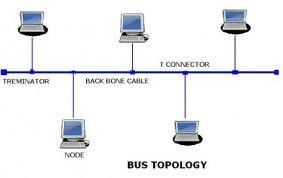 T CONNECTOR
TREMINATOR
BACK BONE CABLE
NODE
BUS TOPOLOGY